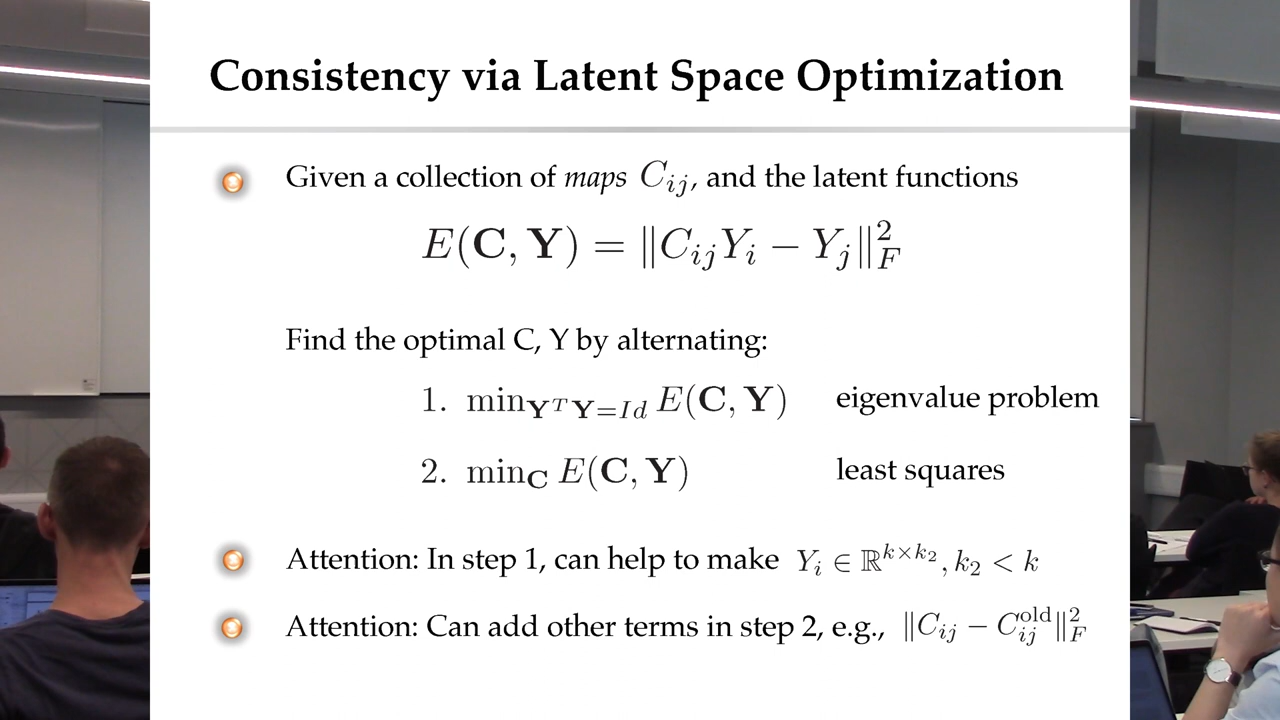 Consistency via Latent Space Optimization
Given a collection of maps C_{ij}, and the latent functions
E(C, Y) = ‖C_{ij}Y_i − Y_j‖_F^2
Find the optimal C, Y by alternating:
1. min_{Y^T Y=Id} E(C, Y) eigenvalue problem
2. min_C E(C, Y) least squares
Attention: In step 1, can help to make Y_i ∈ ℝ^{k×k_2}, k_2 < k
Attention: Can add other terms in step 2, e.g., ‖C_{ij} − C_{ij}^{old}‖_F^2